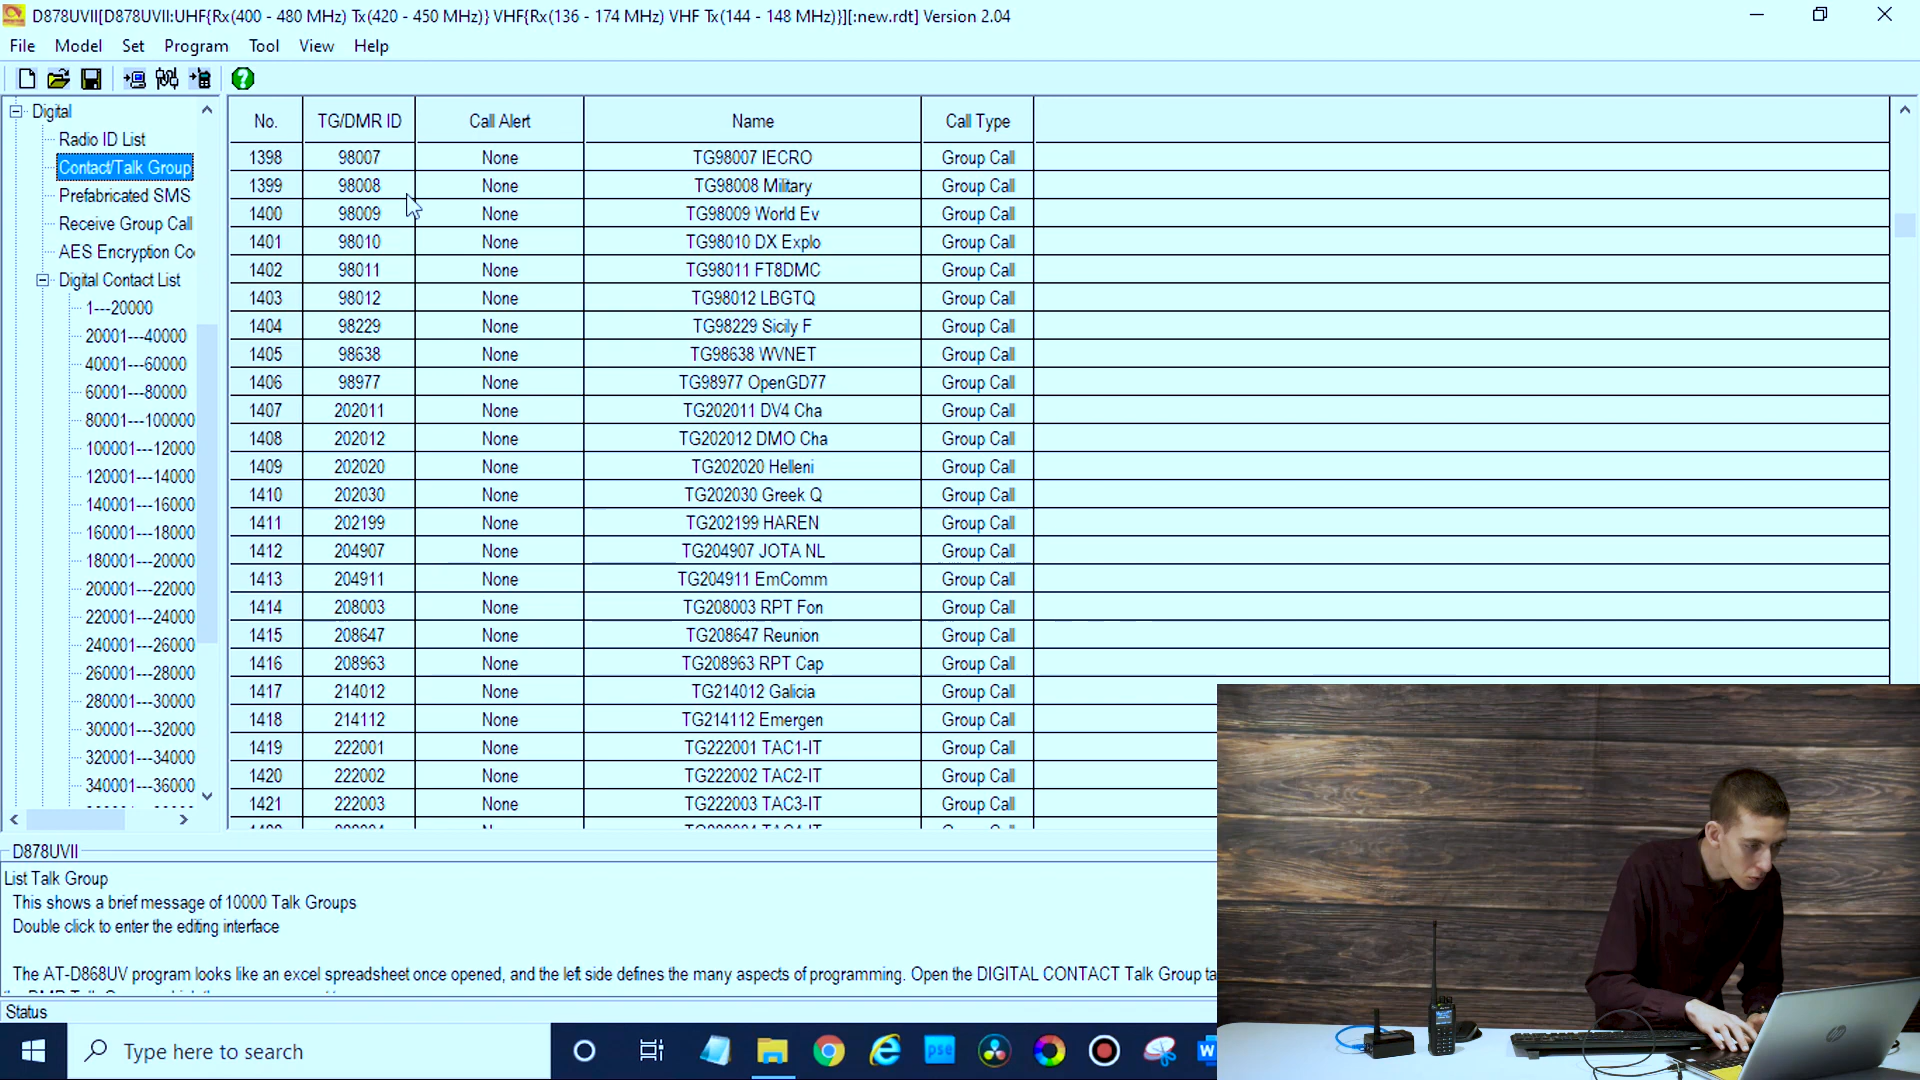 D878UVII[D878UVII:UHF{Rx(400 - 480 MHz) Tx(420 - 450 MHz)} VHF{Rx(136 - 174 MHz) VHF Tx(144 - 148 MHz)}][:new.rdt] Version 2.04
File Model Set Program Tool View Help
Digital
Radio ID List
Contact/Talk Group
Prefabricated SMS
Receive Group Call
AES Encryption Co
Digital Contact List
1---20000
20001---40000
40001---60000
60001---80000
80001---100000
100001---12000
120001---14000
140001---16000
160001---18000
180001---20000
200001---22000
220001---24000
240001---26000
260001---28000
280001---30000
300001---32000
320001---34000
340001---36000
No. TG/DMR ID Call Alert Name Call Type
1398 98007 None TG98007 IECRO Group Call
1399 98008 None TG98008 Military Group Call
1400 98009 None TG98009 World Ev Group Call
1401 98010 None TG98010 DX Explo Group Call
1402 98011 None TG98011 FT8DMC Group Call
1403 98012 None TG98012 LBGTQ Group Call
1404 98229 None TG98229 Sicily F Group Call
1405 98638 None TG98638 WVNET Group Call
1406 98977 None TG98977 OpenGD77 Group Call
1407 202011 None TG202011 DV4 Cha Group Call
1408 202012 None TG202012 DMO Cha Group Call
1409 202020 None TG202020 Helleni Group Call
1410 202030 None TG202030 Greek Q Group Call
1411 202199 None TG202199 HAREN Group Call
1412 204907 None TG204907 JOTA NL Group Call
1413 204911 None TG204911 EmComm Group Call
1414 208003 None TG208003 RPT Fon Group Call
1415 208647 None TG208647 Reunion Group Call
1416 208963 None TG208963 RPT Cap Group Call
1417 214012 None TG214012 Galicia Group Call
1418 214112 None TG214112 Emergen Group Call
1419 222001 None TG222001 TAC1-IT Group Call
1420 222002 None TG222002 TAC2-IT Group Call
1421 222003 None TG222003 TAC3-IT Group Call
D878UVII
List Talk Group
This shows a brief message of 10000 Talk Groups
Double click to enter the editing interface
The AT-D868UV program looks like an excel spreadsheet once opened, and the left side defines the many aspects of programming. Open the DIGITAL CONTACT Talk Group ta
Status
Type here to search
pse
W
hp